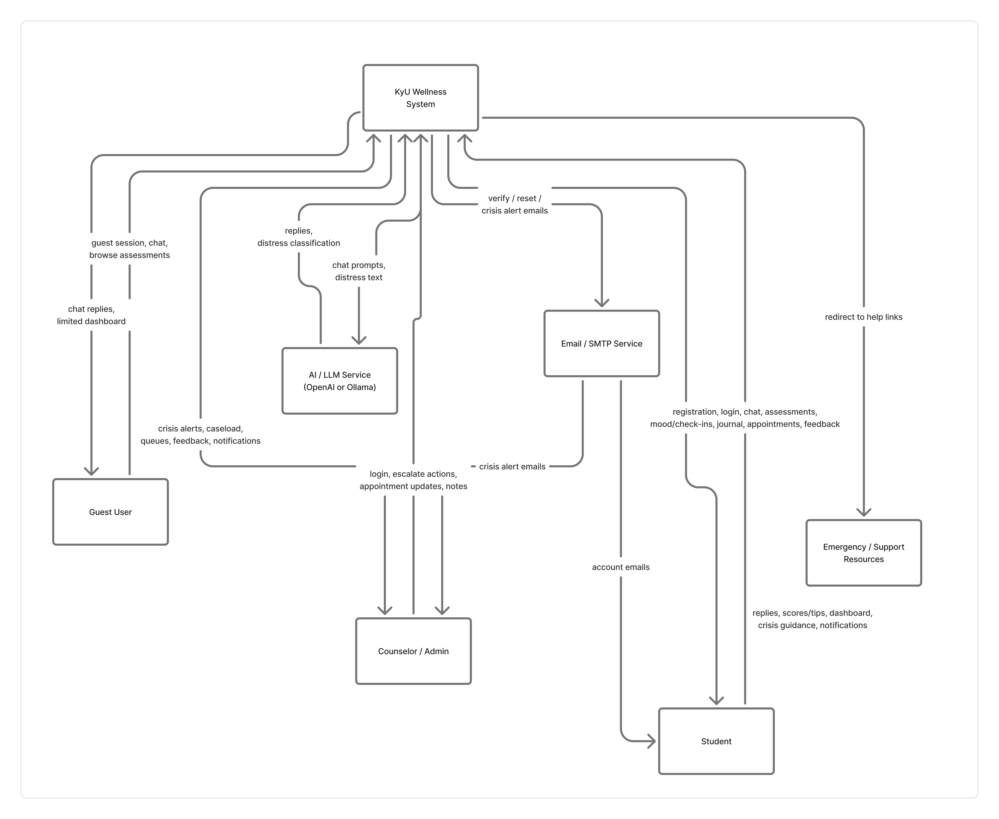 KyU Wellness
System
verify / reset /
crisis alert emails
replies,
distress classification
guest session, chat,
browse assessments
chat prompts,
distress text
chat replies,
limited dashboard
redirect to help links
Email / SMTP Service
AI / LLM Service
(OpenAI or Ollama)
registration, login, chat, assessments,
mood/check-ins, journal, appointments, feedback
crisis alerts, caseload,
queues, feedback, notifications
crisis alert emails
login, escalate actions,
appointment updates, notes
Guest User
Emergency / Support
Resources
account emails
replies, scores/tips, dashboard,
crisis guidance, notifications
Counselor / Admin
Student